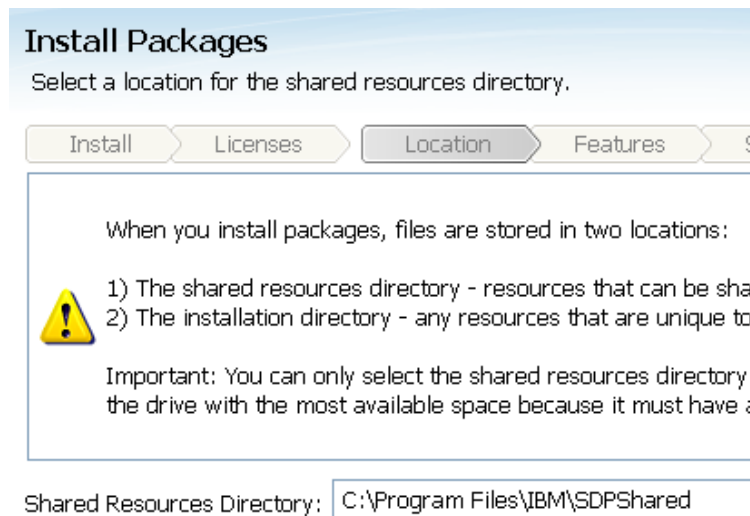 Install Packages
Select a location for the shared resources directory.
Install Licenses Location Features
When you install packages, files are stored in two locations:
1) The shared resources directory - resources that can be
2) The installation directory - any resources that are unique to
Important: You can only select the shared resources directory
the drive with the most available space because it must have
Shared Resources Directory: C:\Program Files\IBM\SDPShared